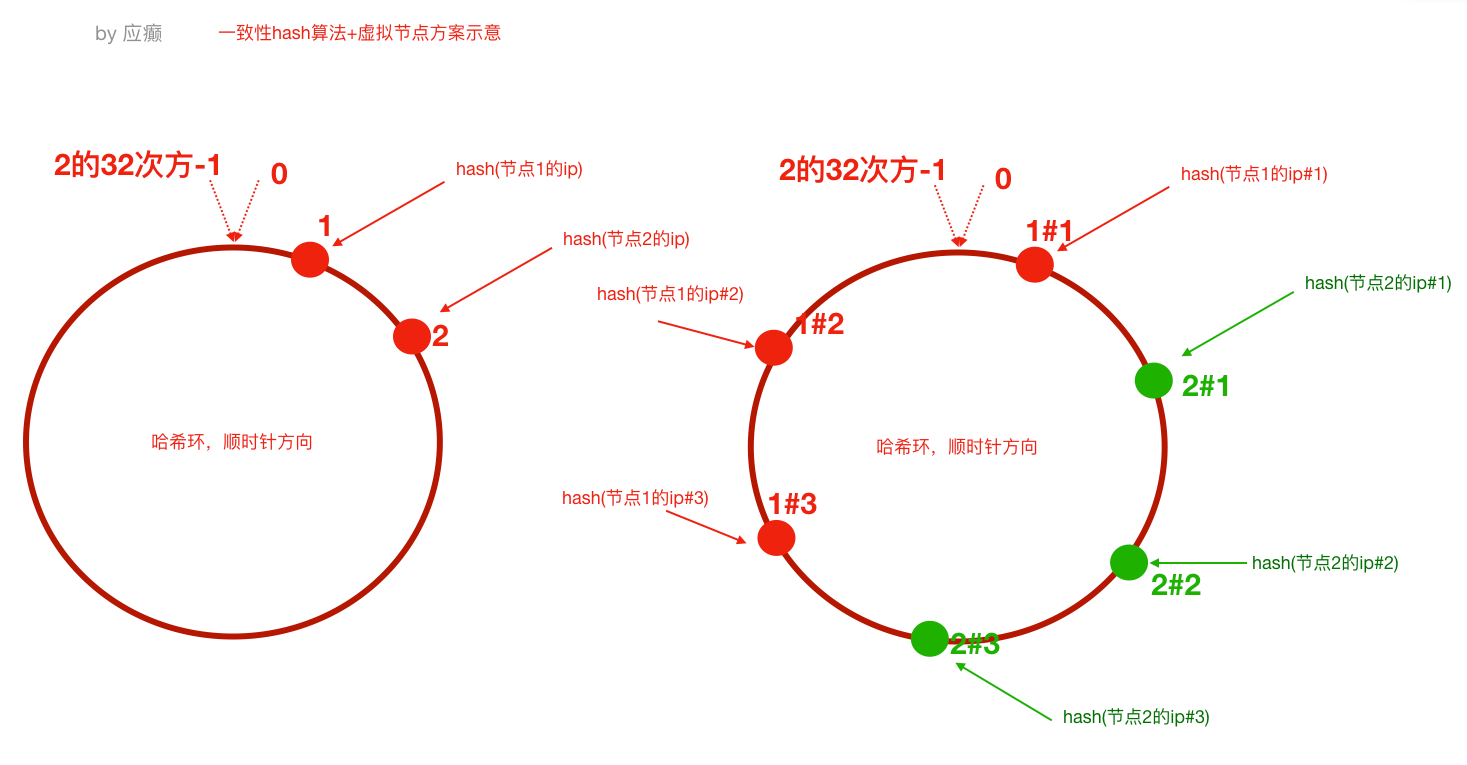 by 应癫
一致性hash算法+虚拟节点方案示意
2的32次方-1
0
hash(节点1的ip)
1
hash(节点2的ip)
2
哈希环，顺时针方向
2的32次方-1
0
hash(节点1的ip#1)
1#1
hash(节点2的ip#1)
hash(节点1的ip#2)
1#2
2#1
哈希环，顺时针方向
hash(节点1的ip#3)
1#3
hash(节点2的ip#2)
2#2
2#3
hash(节点2的ip#3)